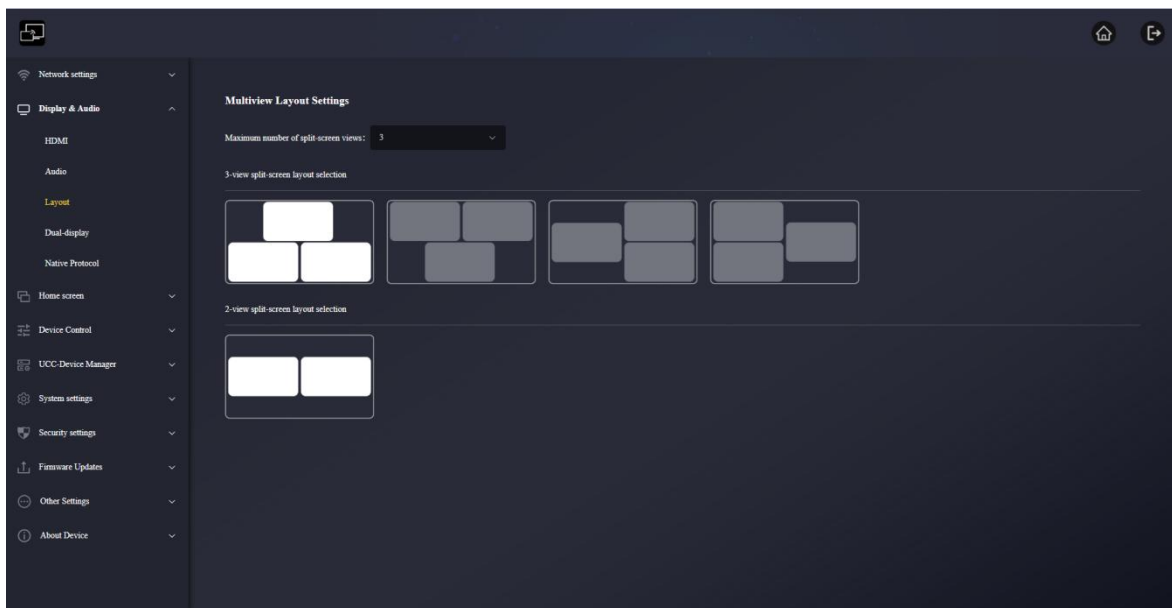 Network settings
Display & Audio
HDMI
Audio
Layout
Dual-display
Native Protocol
Home screen
Device Control
UCC-Device Manager
System settings
Security settings
Firmware Updates
Other Settings
About Device
Multiview Layout Settings
Maximum number of split-screen views: 3
3-view split-screen layout selection
2-view split-screen layout selection